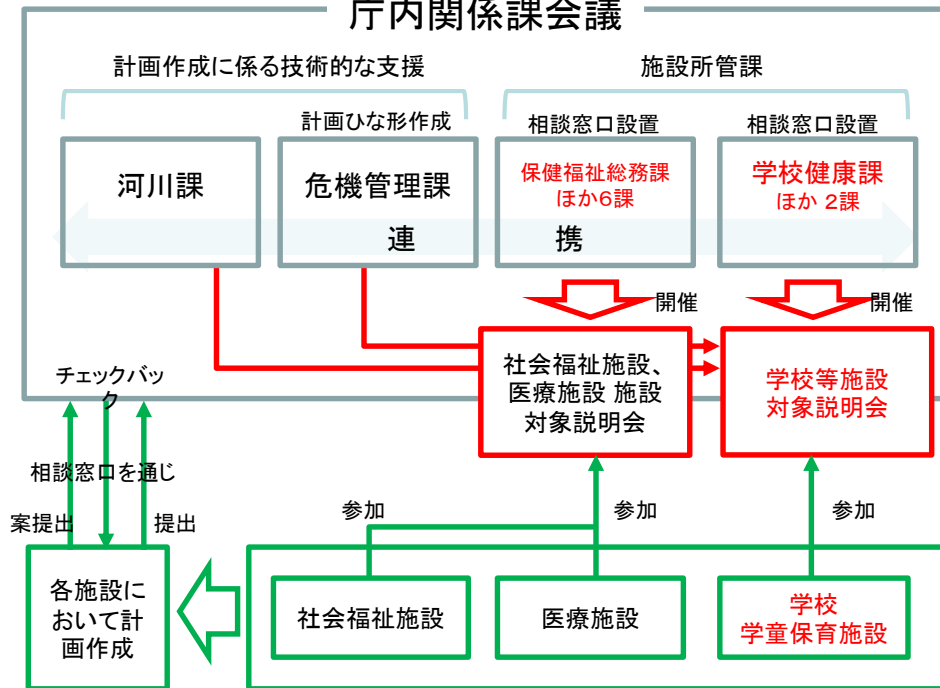 庁内関係課会議
計画作成に係る技術的な支援
施設所管課
計画ひな形作成
相談窓口設置
相談窓口設置
河川課
危機管理課
保健福祉総務課
ほか6課
学校健康課
ほか 2課
連
携
開催
開催
社会福祉施設、
医療施設 施設
対象説明会
学校等施設
対象説明会
チェックバッ
ク
相談窓口を通じ
案提出
提出
参加
参加
参加
各施設に
おいて計
画作成
社会福祉施設
医療施設
学校
学童保育施設